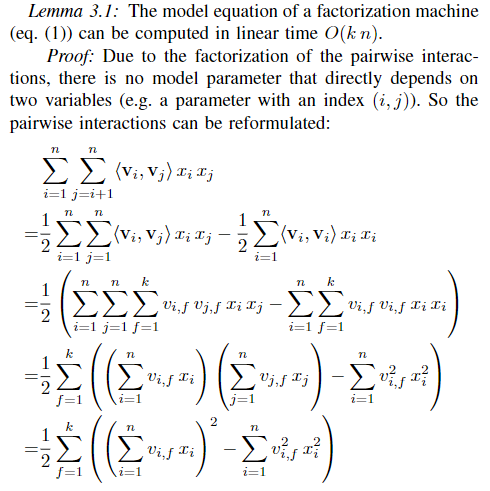 Lemma 3.1: The model equation of a factorization machine
(eq. (1)) can be computed in linear time O(k n).
Proof: Due to the factorization of the pairwise interac-
tions, there is no model parameter that directly depends on
two variables (e.g. a parameter with an index (i, j)). So the
pairwise interactions can be reformulated:
\sum_{i=1}^{n} \sum_{j=i+1}^{n} ⟨\mathbf{v}_i, \mathbf{v}_j⟩ x_i x_j
= \frac{1}{2} \sum_{i=1}^{n} \sum_{j=1}^{n} ⟨\mathbf{v}_i, \mathbf{v}_j⟩ x_i x_j - \frac{1}{2} \sum_{i=1}^{n} ⟨\mathbf{v}_i, \mathbf{v}_i⟩ x_i x_i
= \frac{1}{2} \left( \sum_{i=1}^{n} \sum_{j=1}^{n} \sum_{f=1}^{k} v_{i,f} v_{j,f} x_i x_j - \sum_{i=1}^{n} \sum_{f=1}^{k} v_{i,f} v_{i,f} x_i x_i \right)
= \frac{1}{2} \sum_{f=1}^{k} \left( \left( \sum_{i=1}^{n} v_{i,f} x_i \right) \left( \sum_{j=1}^{n} v_{j,f} x_j \right) - \sum_{i=1}^{n} v_{i,f}^2 x_i^2 \right)
= \frac{1}{2} \sum_{f=1}^{k} \left( \left( \sum_{i=1}^{n} v_{i,f} x_i \right)^2 - \sum_{i=1}^{n} v_{i,f}^2 x_i^2 \right)